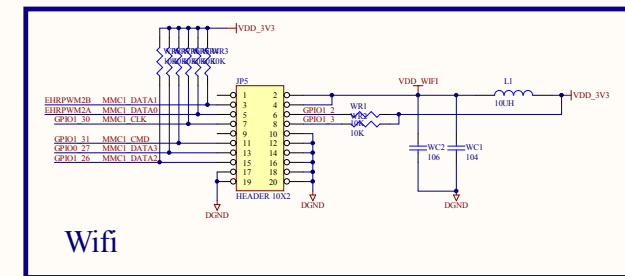 VDD_3V3
JP5
1 2
3 4
5 6
7 8
9 10
11 12
13 14
15 16
17 18
19 20
HEADER 10X2
EHRPWM2B MMC1_DATA1
EHRPWM2A MMC1_DATA0
GPIO1_30 MMC1_CLK
GPIO1_31 MMC1_CMD
GPIO0_27 MMC1_DATA3
GPIO1_26 MMC1_DATA2
GPIO1_2
GPIO1_3
WR1
10K
VDD_WIFI
L1
10UH
VDD_3V3
WC2
106
WC1
104
DGND
DGND
DGND
Wifi